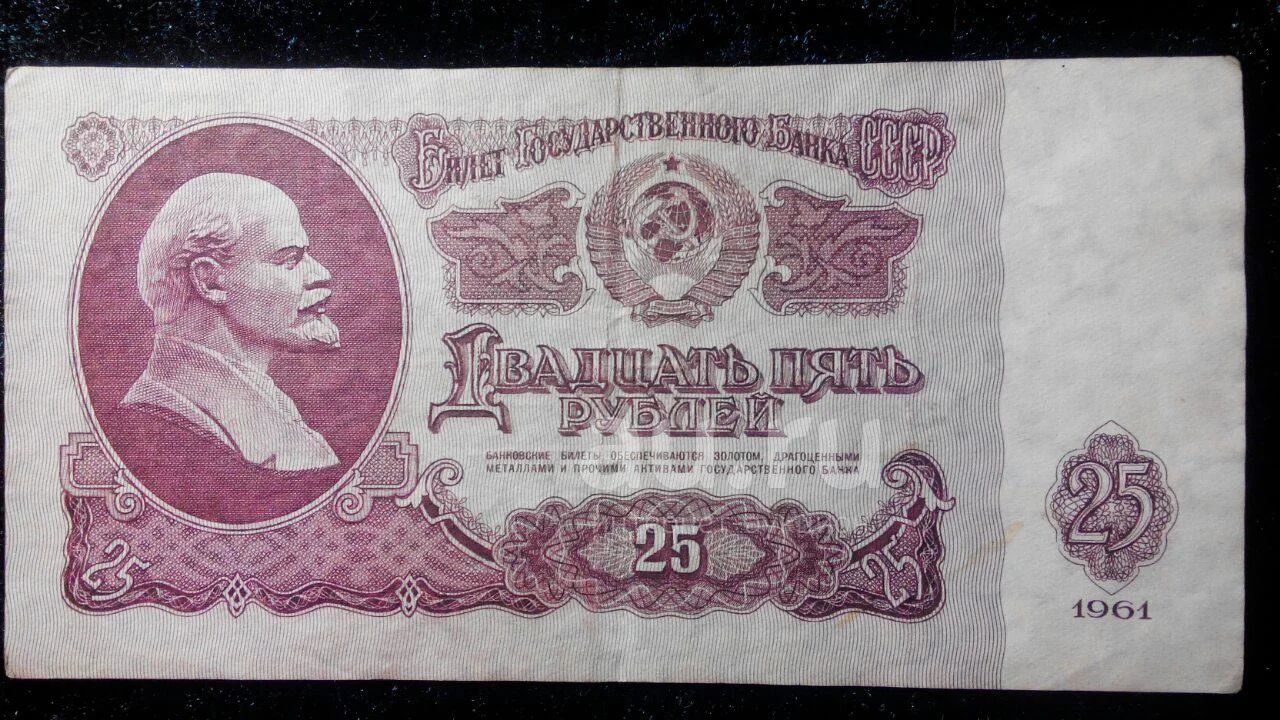 Билет Государственного Банка СССР
Двадцать пять
рублей
БАНКОВСКИЕ БИЛЕТЫ ОБЕСПЕЧИВАЮТСЯ ЗОЛОТОМ, ДРАГОЦЕННЫМИ
МЕТАЛЛАМИ И ПРОЧИМИ АКТИВАМИ ГОСУДАРСТВЕННОГО БАНКА
25
25
25
25
1961